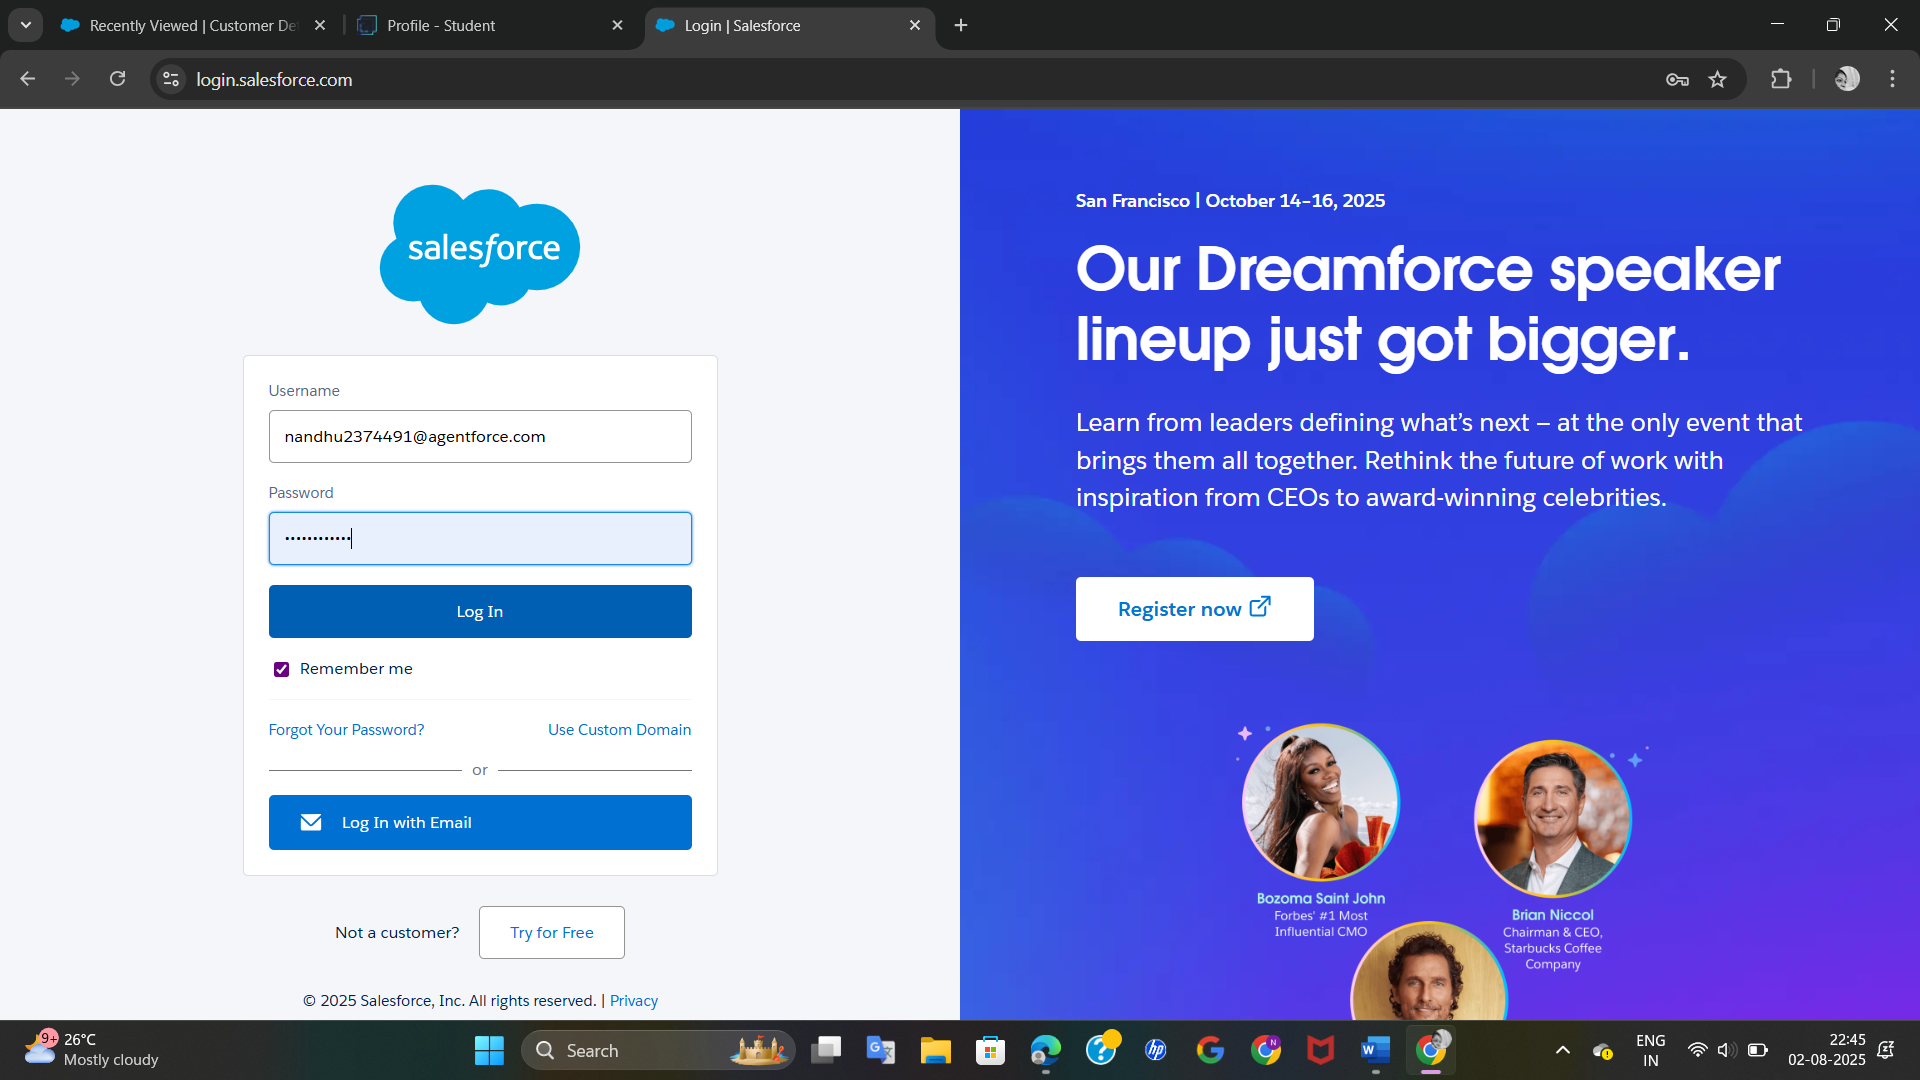 Recently Viewed | Customer De
Profile - Student
Login | Salesforce
login.salesforce.com
salesforce
Username
nandhu2374491@agentforce.com
Password
••••••••••••
Log In
Remember me
Forgot Your Password?
Use Custom Domain
or
Log In with Email
Not a customer?
Try for Free
© 2025 Salesforce, Inc. All rights reserved. | Privacy
San Francisco | October 14–16, 2025
Our Dreamforce speaker
lineup just got bigger.
Learn from leaders defining what’s next – at the only event that
brings them all together. Rethink the future of work with
inspiration from CEOs to award-winning celebrities.
Register now
Bozoma Saint John
Forbes' #1 Most
Influential CMO
Brian Niccol
Chairman & CEO,
Starbucks Coffee
Company
9+
26°C
Mostly cloudy
Search
ENG
IN
22:45
02-08-2025